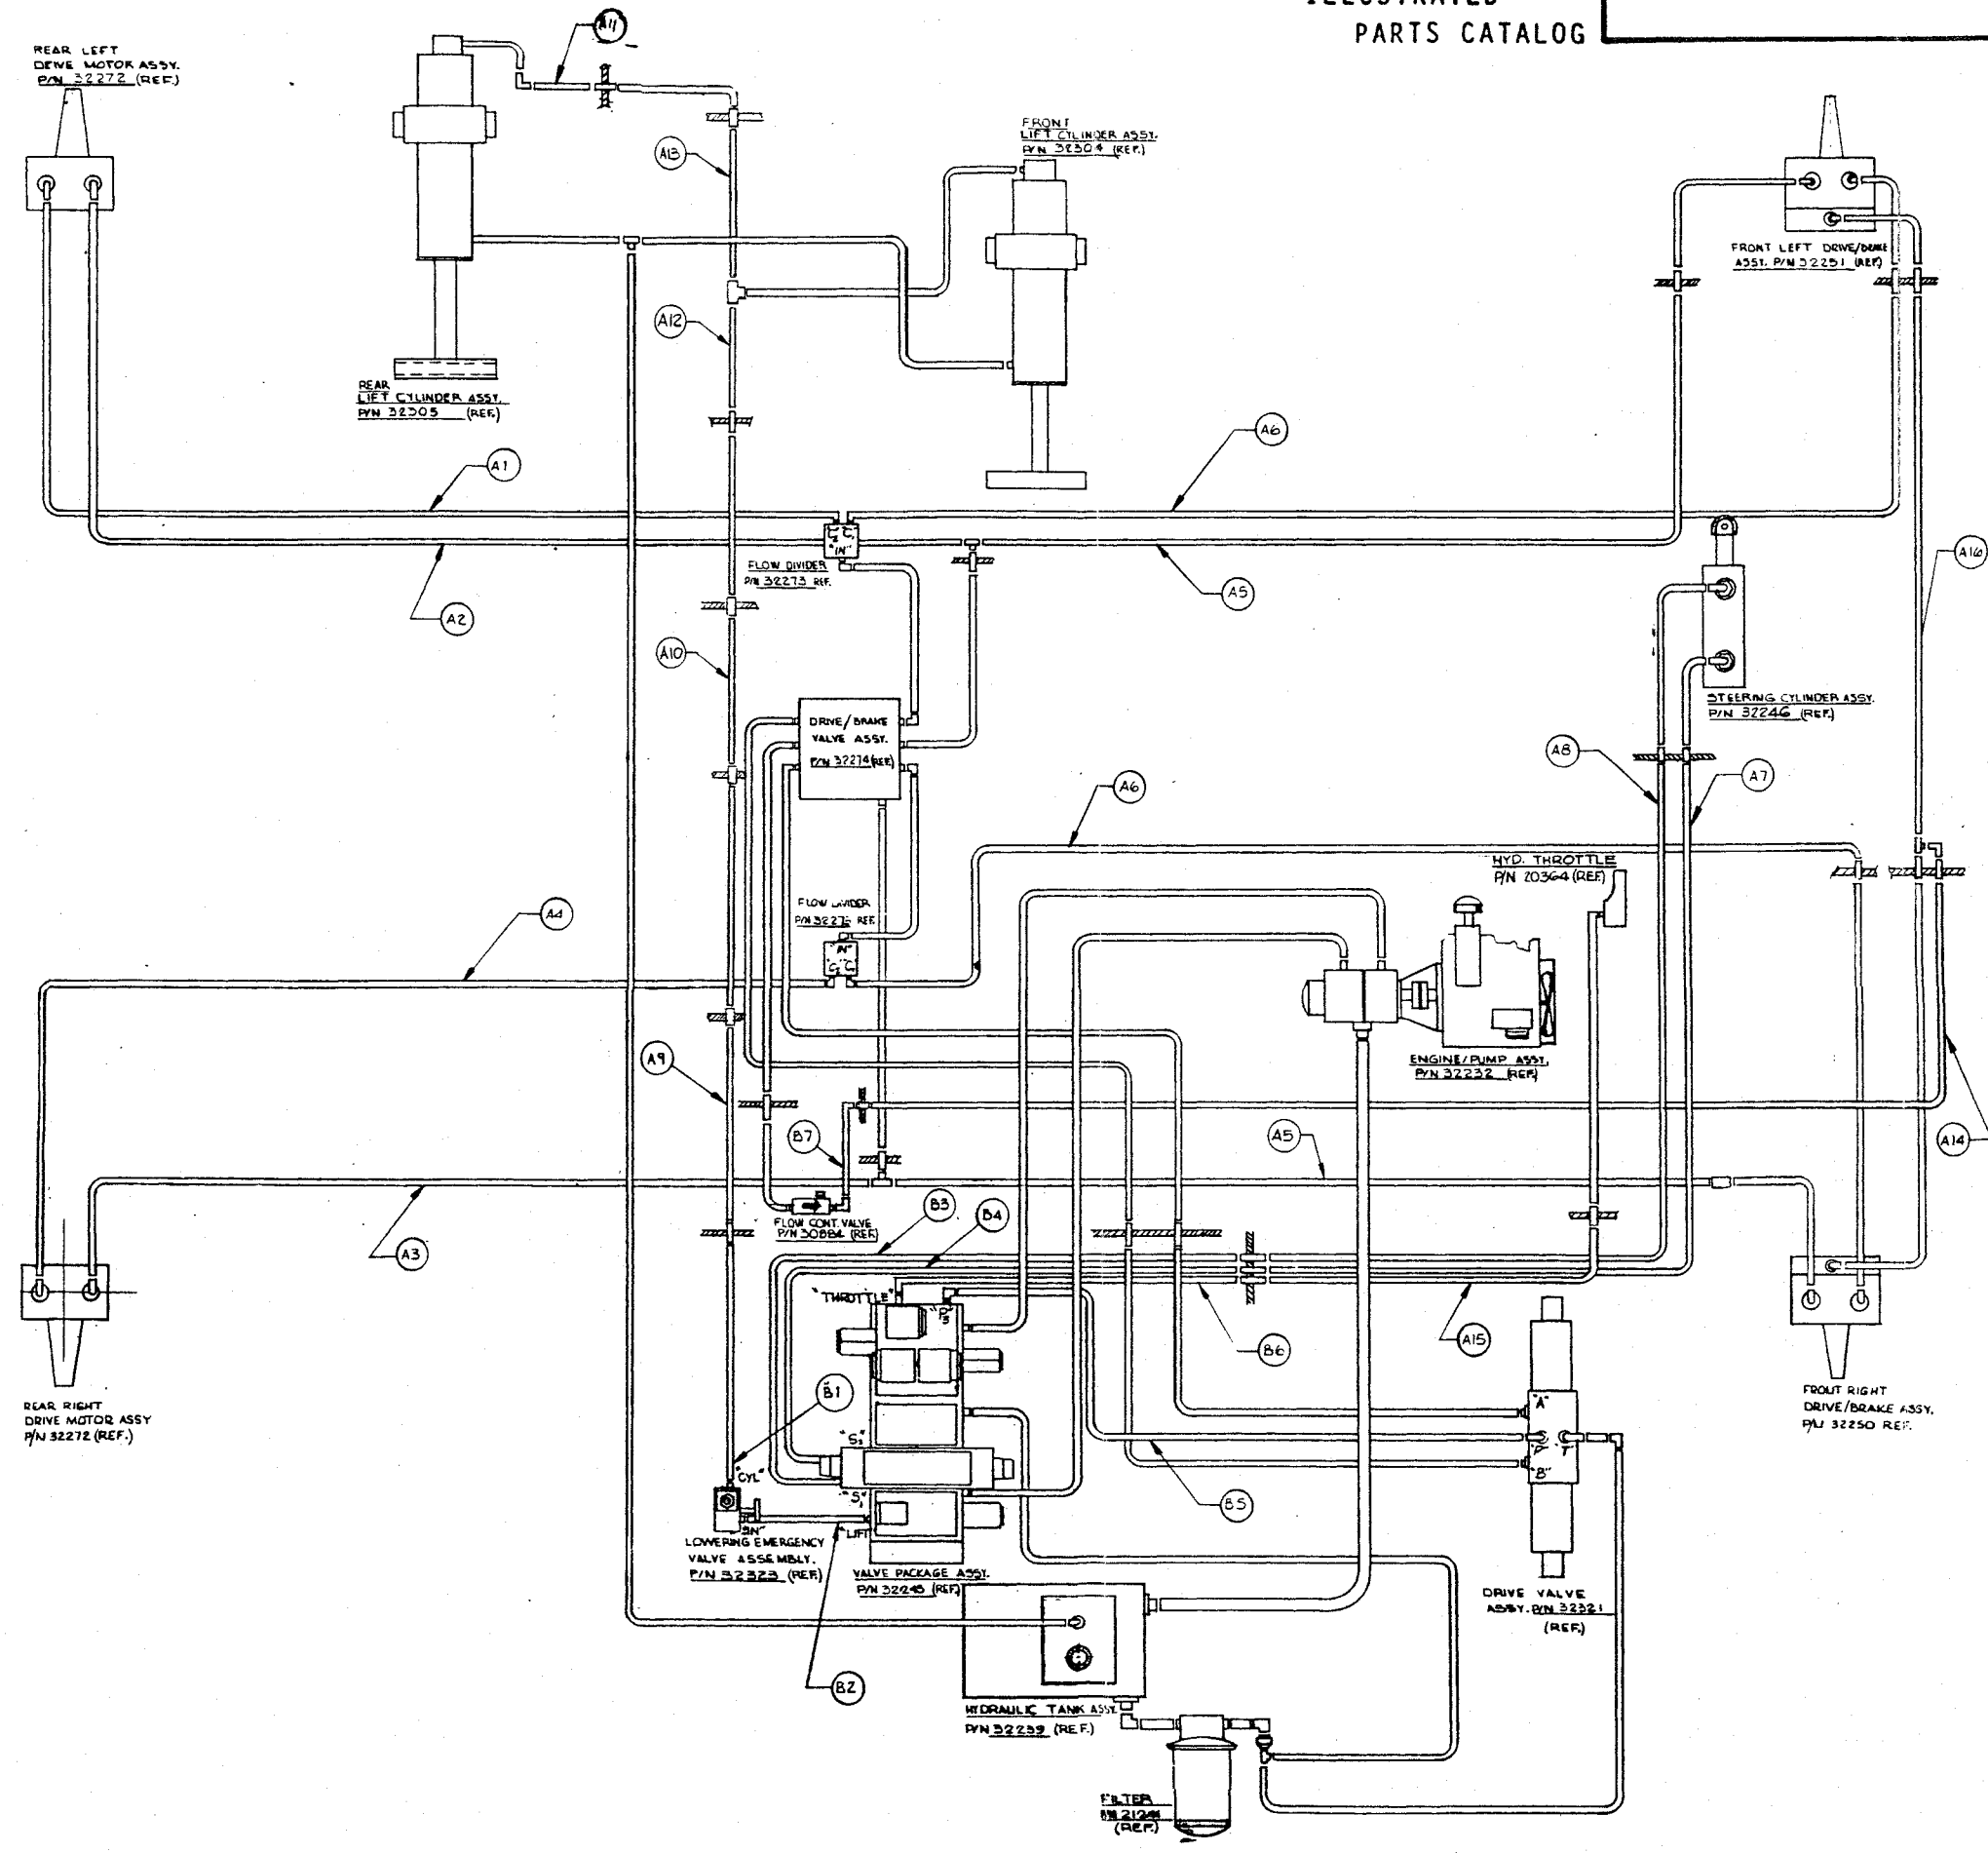 ILLUSTRATED
PARTS CATALOG
REAR LEFT
DRIVE MOTOR ASSY.
P/N 32272 (REF.)
A11
A13
FRONT
LIFT CYLINDER ASSY.
P/N 32304 (REF.)
FRONT LEFT DRIVE/BRAKE
ASSY. P/N 32251 (REF.)
A12
REAR
LIFT CYLINDER ASSY.
P/N 32305 (REF.)
A6
A1
"IN"
FLOW DIVIDER
P/N 32273 REF.
A16
A5
A2
A10
STEERING CYLINDER ASSY.
P/N 32246 (REF.)
DRIVE/BRAKE
VALVE ASSY.
P/N 32274 (REF.)
A8
A7
A6
HYD. THROTTLE
P/N 20364 (REF.)
FLOW DIVIDER
REF.
"IN"
A4
A9
ENGINE/PUMP ASSY.
P/N 32232 (REF.)
B7
A5
A14
FLOW CONT. VALVE
(REF.)
B3
B4
A3
"THROTTLE"
"P3"
B6
A15
REAR RIGHT
DRIVE MOTOR ASSY
P/N 32272 (REF.)
B1
FRONT RIGHT
DRIVE/BRAKE ASSY.
P/N 32250 REF.
"A"
"P"
"T"
"B"
"S2"
"CYL"
"S1"
B5
"LIFT"
LOWERING EMERGENCY
VALVE ASSEMBLY.
P/N 32323 (REF.)
VALVE PACKAGE ASSY.
P/N 32245 (REF.)
DRIVE VALVE
ASSY. P/N 32321
(REF.)
B2
HYDRAULIC TANK ASSY.
P/N 32239 (REF.)
FILTER
(REF.)